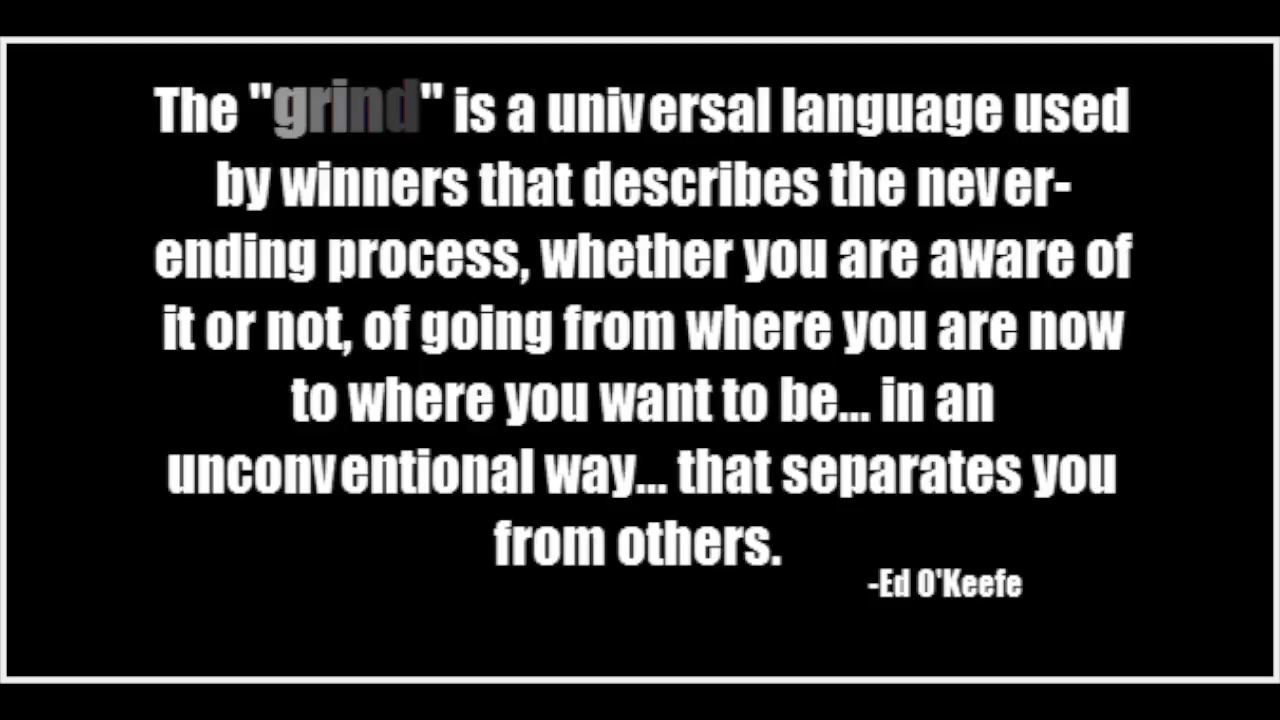 The "grind" is a universal language used
by winners that describes the never-
ending process, whether you are aware of
it or not, of going from where you are now
to where you want to be... in an
unconventional way... that separates you
from others.
-Ed O'Keefe